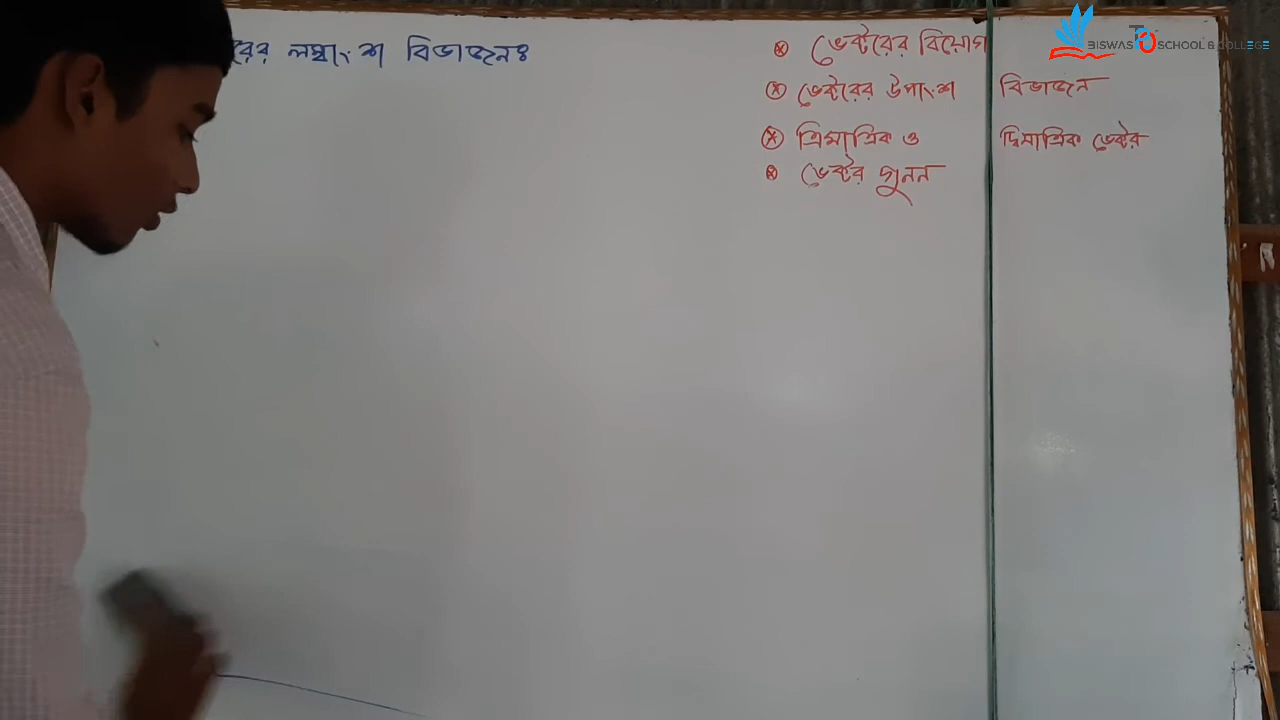 রের লম্বাংশ বিভাজনঃ
ভেক্টরের বিয়োগ
ভেক্টরের উপাংশ বিভাজন
ত্রিমাত্রিক ও দ্বিমাত্রিক ভেক্টর
ভেক্টর গুনন
BISWAS SCHOOL & COLLEGE